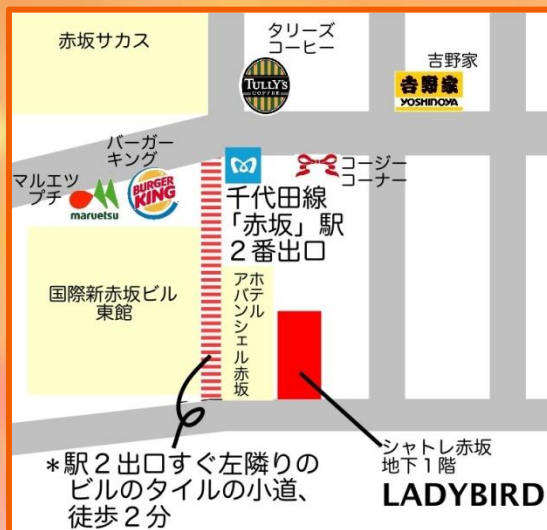 赤坂サカス
タリーズ
コーヒー
TULLY'S
COFFEE
吉野家
吉野家
YOSHINOYA
バーガー
キング
マルエツ
プチ
maruetsu
BURGER
KING
コージー
コーナー
千代田線
「赤坂」駅
2番出口
国際新赤坂ビル
東館
ホテル
アバンシェル赤坂
*駅2出口すぐ左隣りの
ビルのタイルの小道、
徒歩2分
シャトレ赤坂
地下1階
LADYBIRD